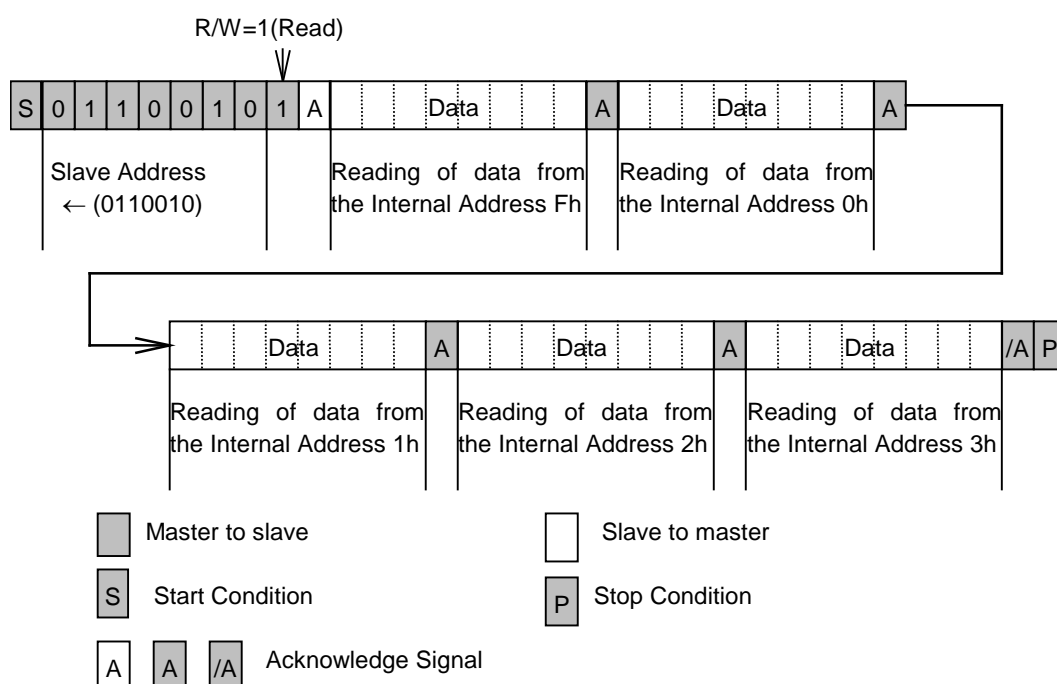 R/W=1(Read)
S 0 1 1 0 0 1 0 1 A Data A Data A
Slave Address
← (0110010)
Reading of data from
the Internal Address Fh
Reading of data from
the Internal Address 0h
Data A Data A Data /A P
Reading of data from
the Internal Address 1h
Reading of data from
the Internal Address 2h
Reading of data from
the Internal Address 3h
Master to slave
Slave to master
S Start Condition
P Stop Condition
A A /A Acknowledge Signal